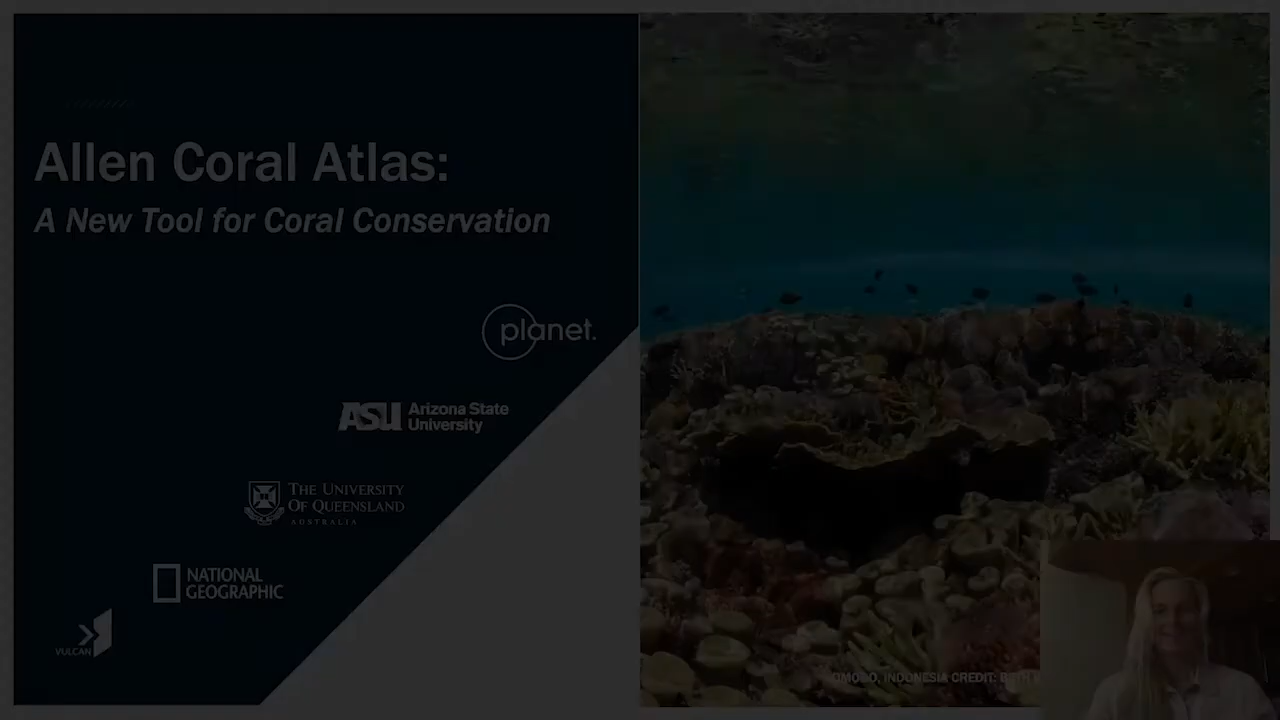 Allen Coral Atlas:
A New Tool for Coral Conservation
planet.
ASU Arizona State
University
THE UNIVERSITY
OF QUEENSLAND
AUSTRALIA
NATIONAL
GEOGRAPHIC
VULCAN
INDONESIA CREDIT: